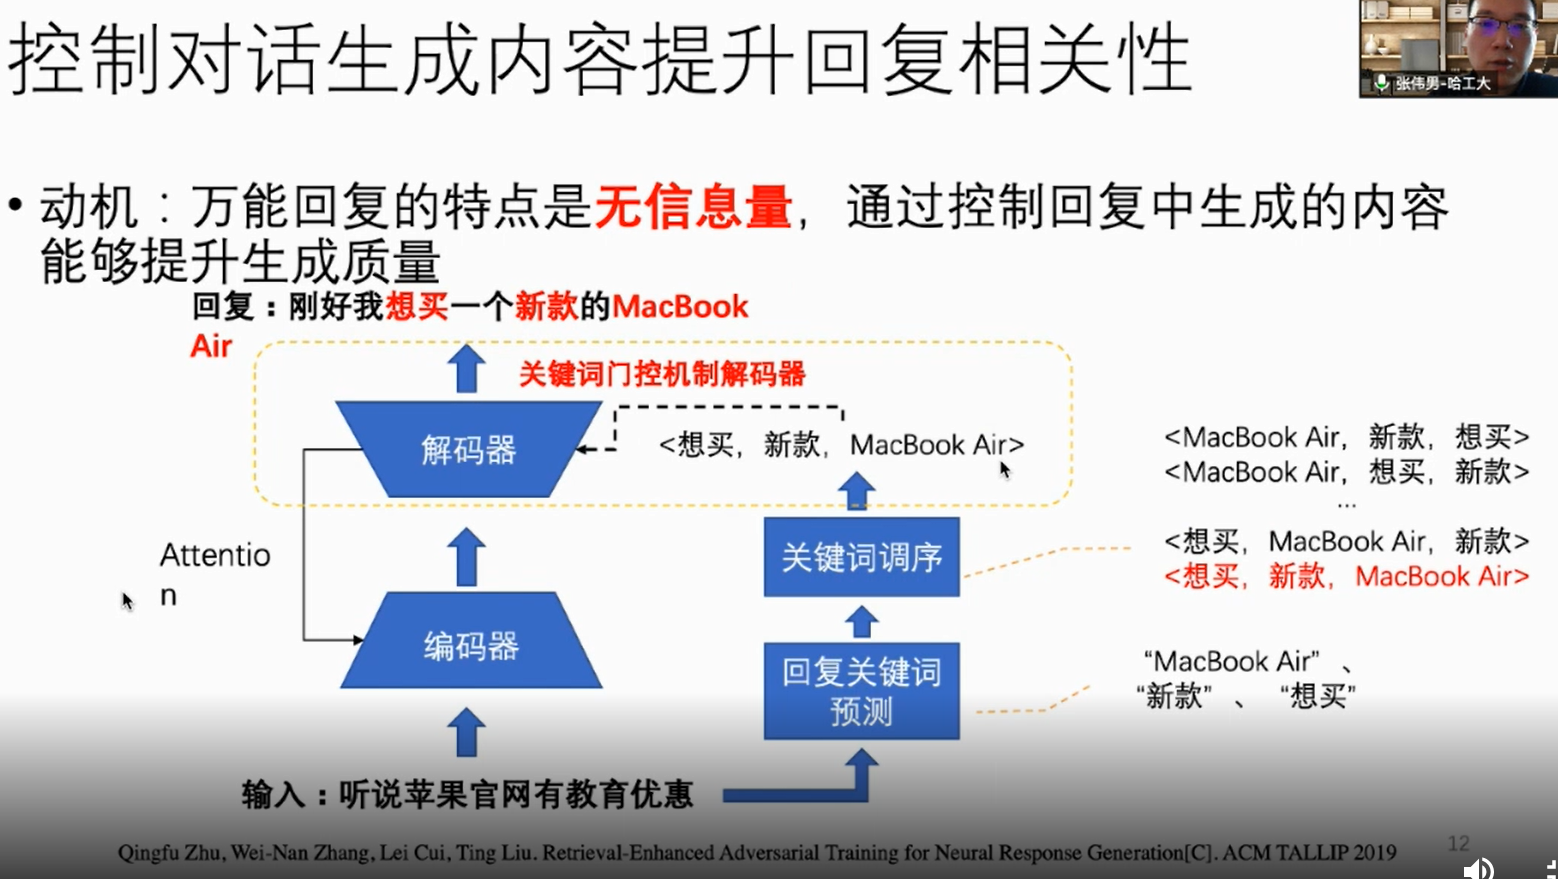 控制对话生成内容提升回复相关性
张伟男-哈工大
• 动机：万能回复的特点是无信息量，通过控制回复中生成的内容
能够提升生成质量
回复：刚好我想买一个新款的MacBook
Air
关键词门控机制解码器
解码器
<想买，新款，MacBook Air>
<MacBook Air，新款，想买>
<MacBook Air，想买，新款>
...
<想买，MacBook Air，新款>
<想买，新款，MacBook Air>
关键词调序
Attentio
n
编码器
回复关键词
预测
“MacBook Air”、
“新款”、“想买”
输入：听说苹果官网有教育优惠
Qingfu Zhu, Wei-Nan Zhang, Lei Cui, Ting Liu. Retrieval-Enhanced Adversarial Training for Neural Response Generation[C]. ACM TALLIP 2019
12